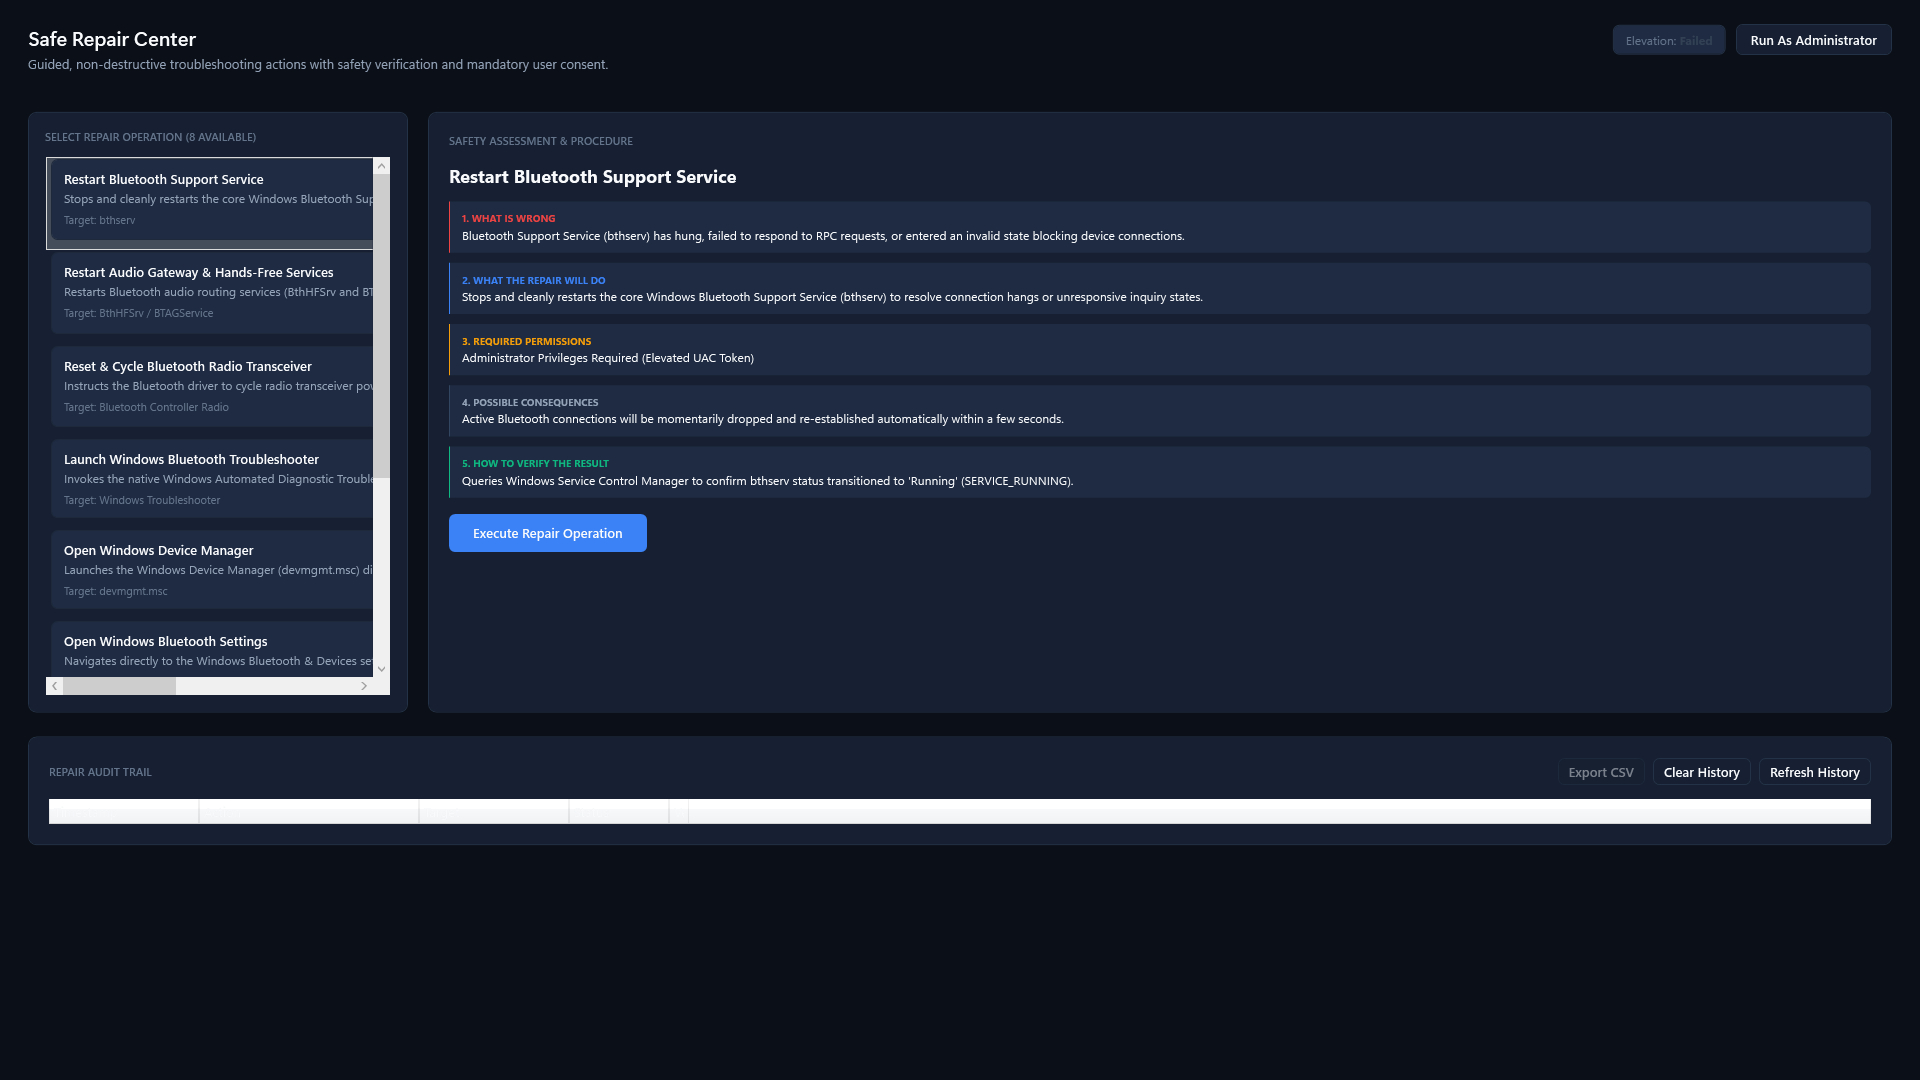 Safe Repair Center
Guided, non-destructive troubleshooting actions with safety verification and mandatory user consent.
Elevation: Failed
Run As Administrator
SELECT REPAIR OPERATION (8 AVAILABLE)
Restart Bluetooth Support Service
Stops and cleanly restarts the core Windows Bluetooth Sup
Target: bthserv
Restart Audio Gateway & Hands-Free Services
Restarts Bluetooth audio routing services (BthHFSrv and BT
Target: BthHFSrv / BTAGService
Reset & Cycle Bluetooth Radio Transceiver
Instructs the Bluetooth driver to cycle radio transceiver pow
Target: Bluetooth Controller Radio
Launch Windows Bluetooth Troubleshooter
Invokes the native Windows Automated Diagnostic Trouble
Target: Windows Troubleshooter
Open Windows Device Manager
Launches the Windows Device Manager (devmgmt.msc) di
Target: devmgmt.msc
Open Windows Bluetooth Settings
Navigates directly to the Windows Bluetooth & Devices set
SAFETY ASSESSMENT & PROCEDURE
Restart Bluetooth Support Service
1. WHAT IS WRONG
Bluetooth Support Service (bthserv) has hung, failed to respond to RPC requests, or entered an invalid state blocking device connections.
2. WHAT THE REPAIR WILL DO
Stops and cleanly restarts the core Windows Bluetooth Support Service (bthserv) to resolve connection hangs or unresponsive inquiry states.
3. REQUIRED PERMISSIONS
Administrator Privileges Required (Elevated UAC Token)
4. POSSIBLE CONSEQUENCES
Active Bluetooth connections will be momentarily dropped and re-established automatically within a few seconds.
5. HOW TO VERIFY THE RESULT
Queries Windows Service Control Manager to confirm bthserv status transitioned to 'Running' (SERVICE_RUNNING).
Execute Repair Operation
REPAIR AUDIT TRAIL
Export CSV
Clear History
Refresh History